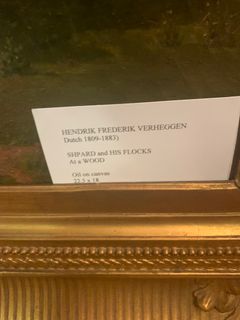 HENDRIK FREDERIK VERHEGGEN
Dutch 1809-1883)
SHPARD and HIS FLOCKS
At a WOOD
Oil on canvas
22.5 x 18